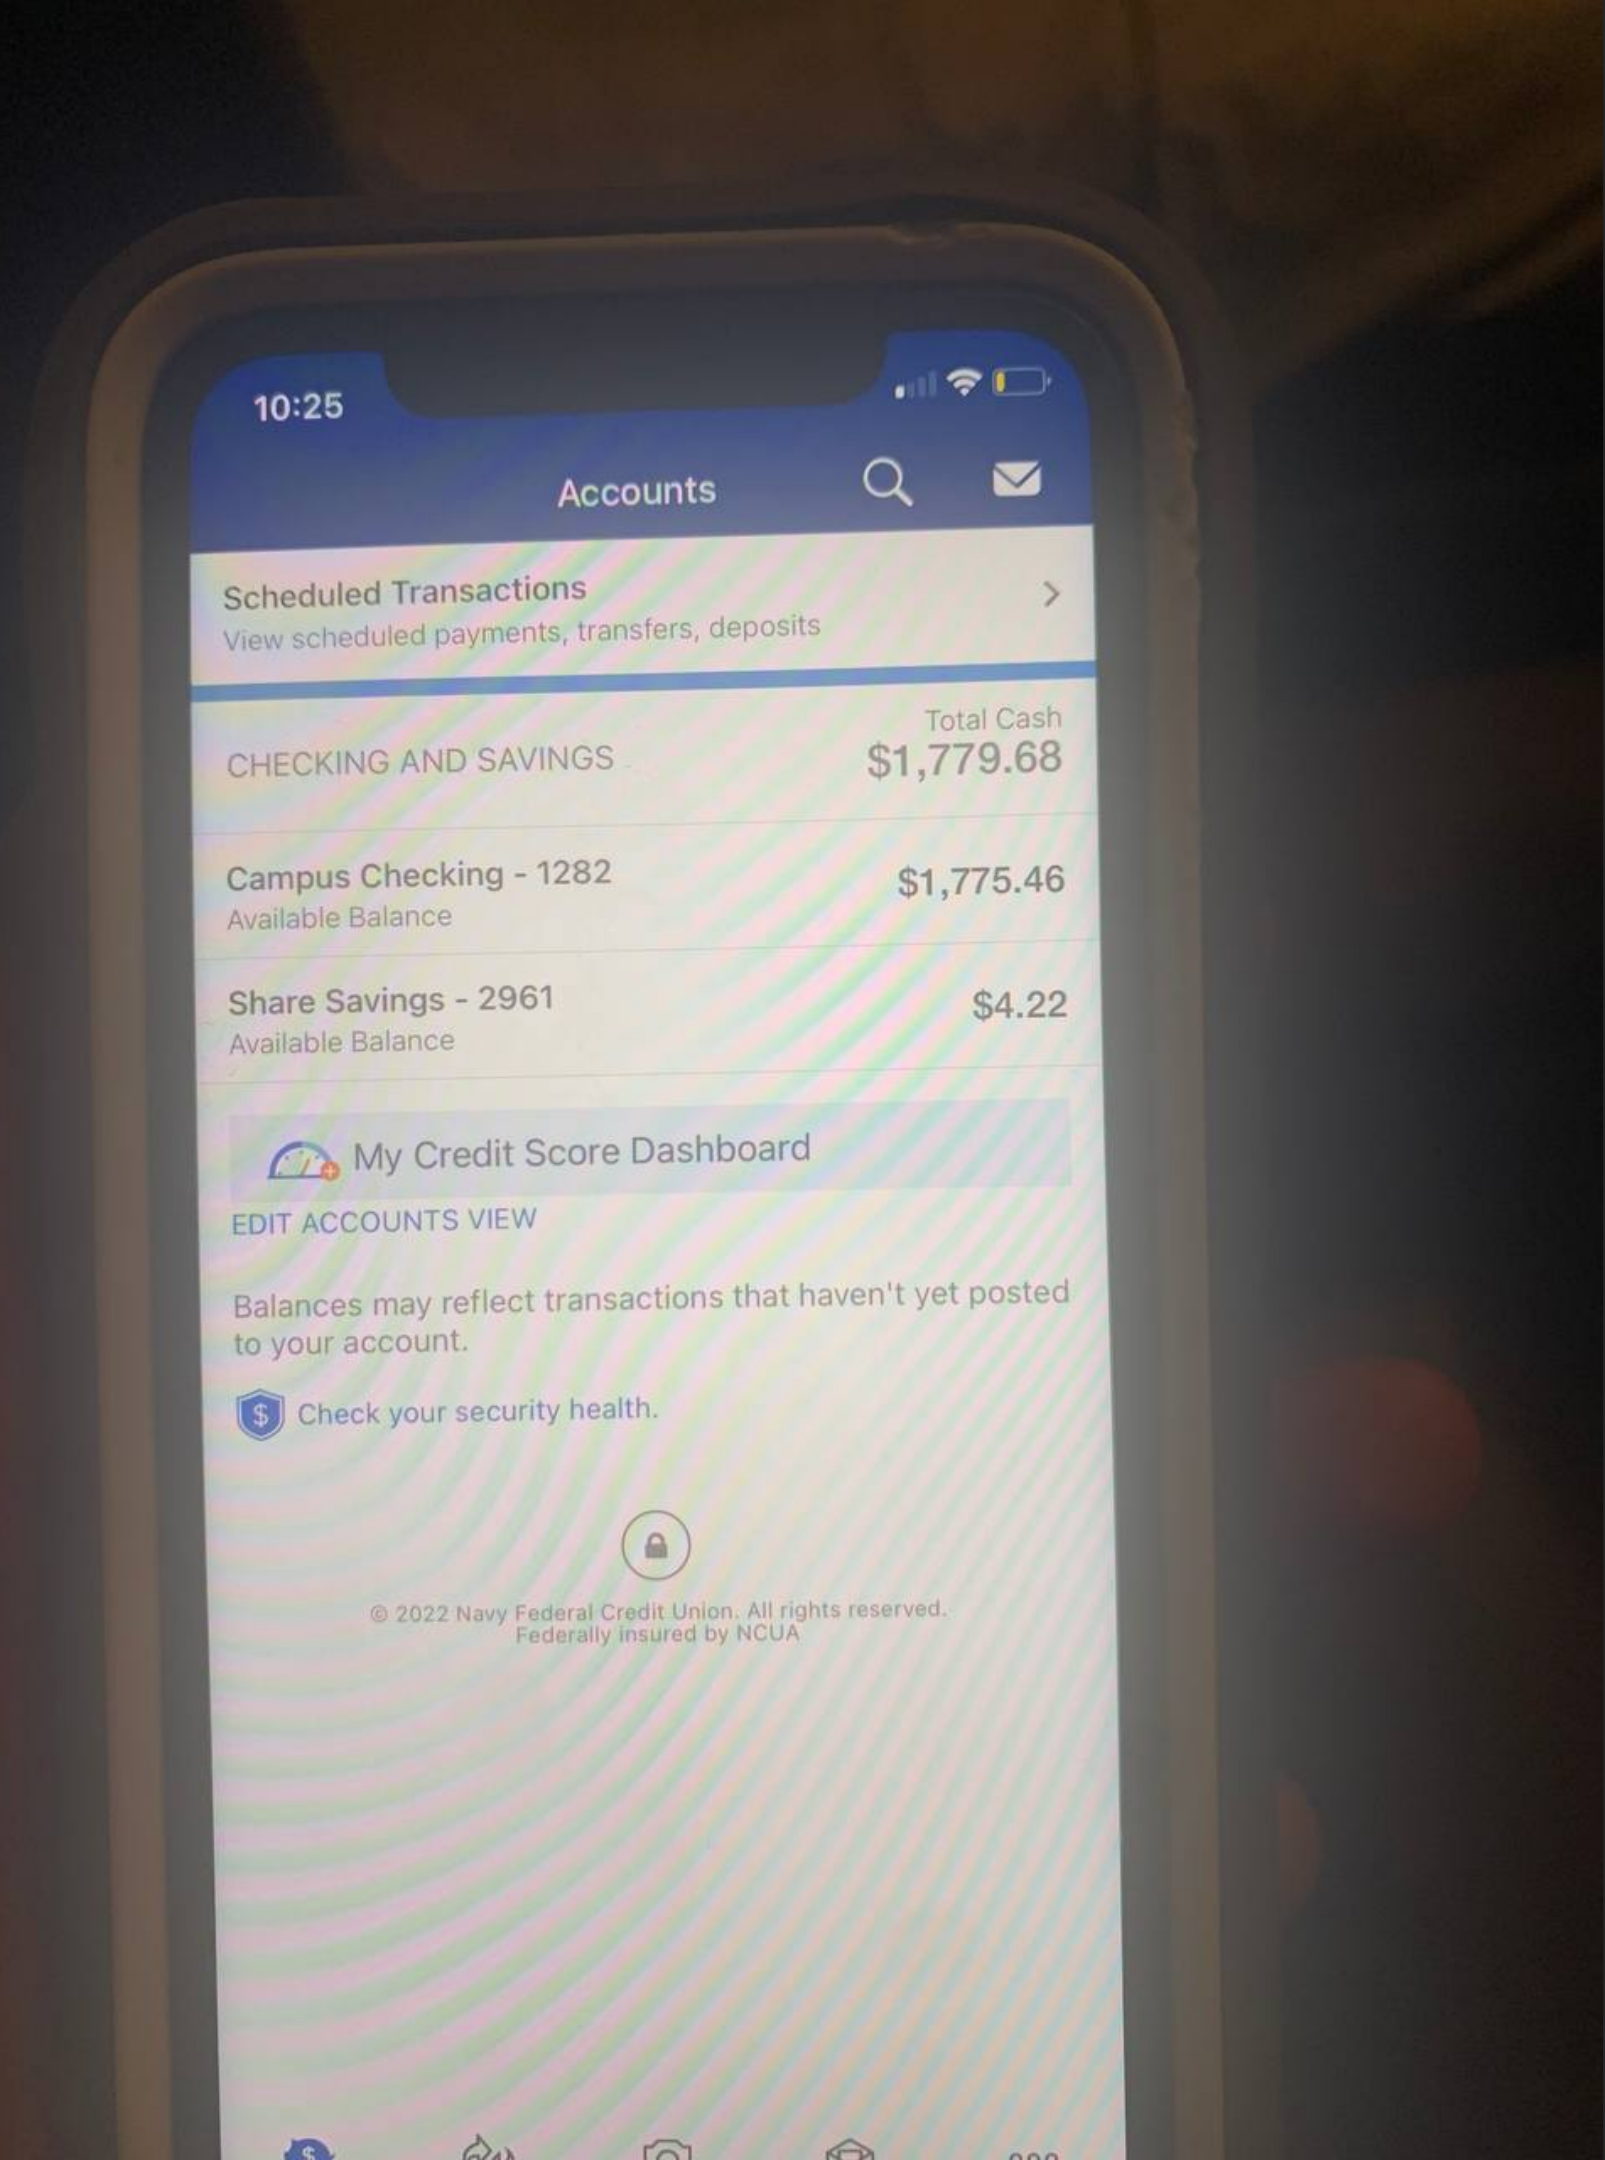 10:25
Accounts
Scheduled Transactions
View scheduled payments, transfers, deposits
Total Cash
CHECKING AND SAVINGS $1,779.68
Campus Checking - 1282 $1,775.46
Available Balance
Share Savings - 2961 $4.22
Available Balance
My Credit Score Dashboard
EDIT ACCOUNTS VIEW
Balances may reflect transactions that haven't yet posted
to your account.
$ Check your security health.
© 2022 Navy Federal Credit Union. All rights reserved.
Federally insured by NCUA
$